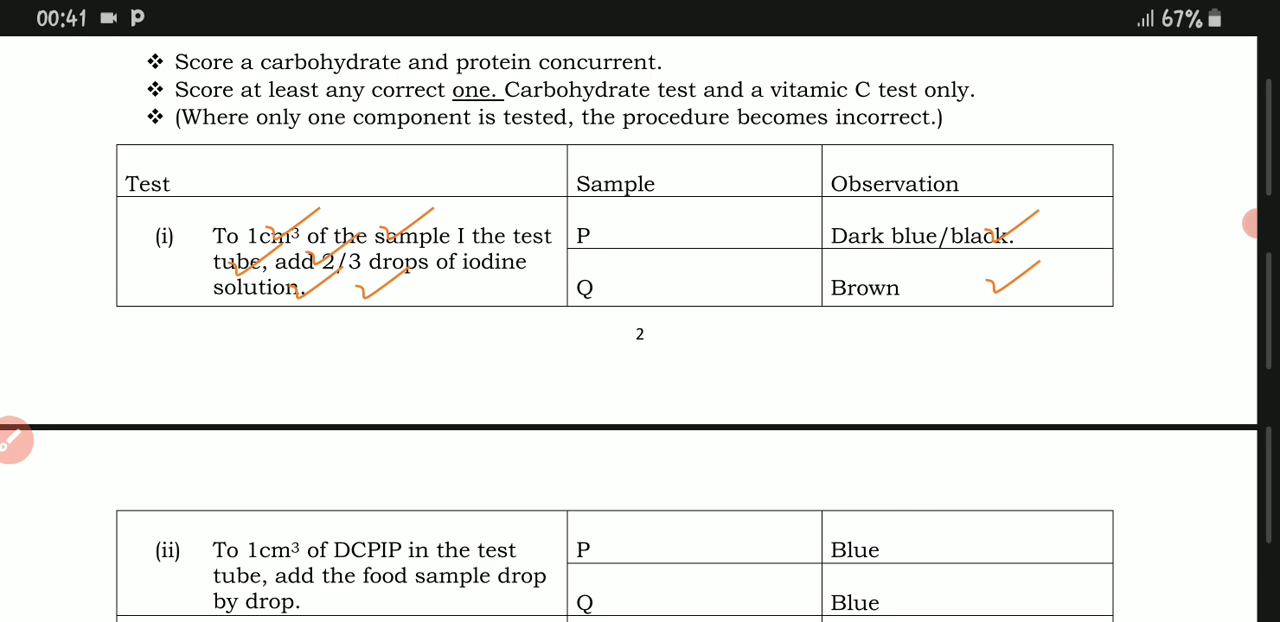 00:41
67%
❖ Score a carbohydrate and protein concurrent.
❖ Score at least any correct one. Carbohydrate test and a vitamic C test only.
❖ (Where only one component is tested, the procedure becomes incorrect.)
Test Sample Observation
(i) To 1cm³ of the sample I the test
tube, add 2/3 drops of iodine
solution.
P Dark blue/black.
Q Brown
2
(ii) To 1cm³ of DCPIP in the test
tube, add the food sample drop
by drop.
P Blue
Q Blue